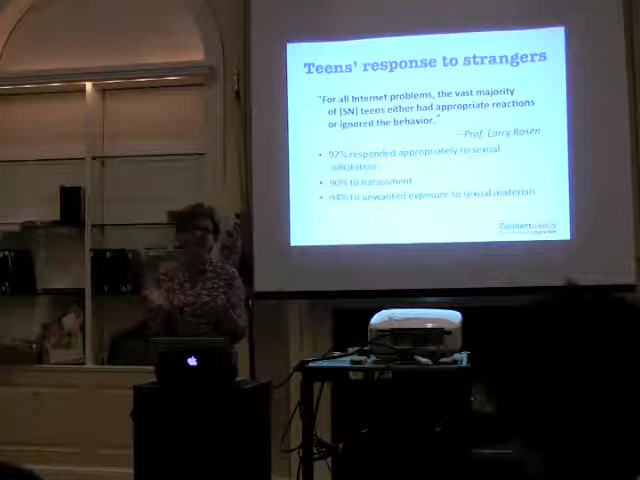 Teens' response to strangers
"For all Internet problems, the vast majority
of [SN] teens either had appropriate reactions
or ignored the behavior."
—Prof. Larry Rosen
• 92% responded appropriately to sexual
solicitation
• 90% to harassment
• 94% to unwanted exposure to sexual materials